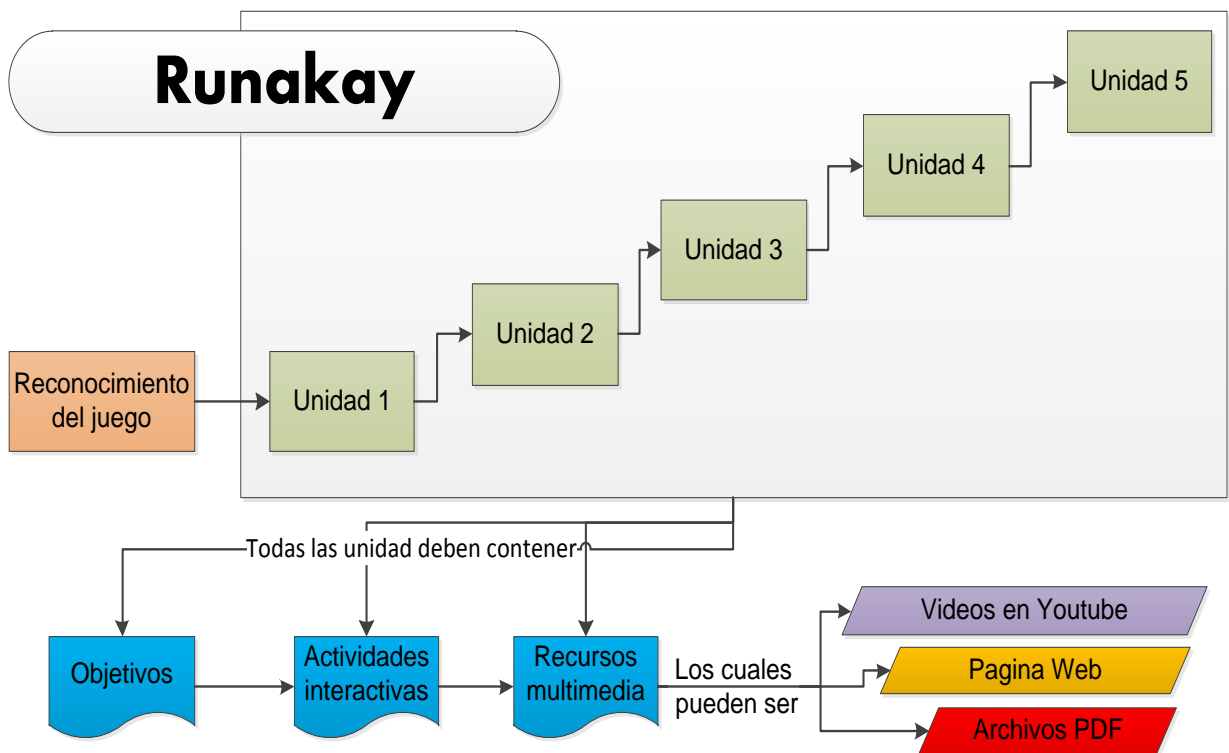 Runakay
Unidad 5
Unidad 4
Unidad 3
Unidad 2
Unidad 1
Reconocimiento
del juego
Todas las unidad deben contener
Objetivos
Actividades
interactivas
Recursos
multimedia
Los cuales
pueden ser
Videos en Youtube
Pagina Web
Archivos PDF